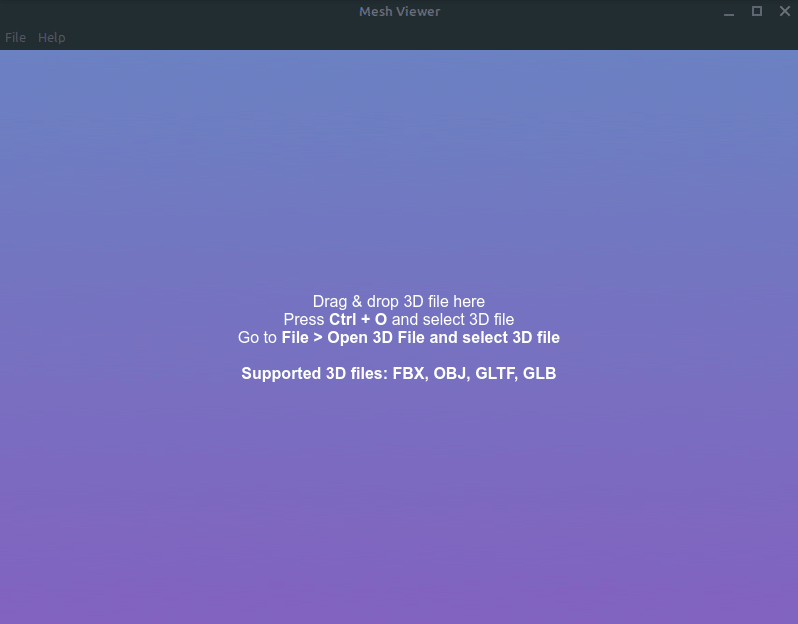 Mesh Viewer
File Help
Drag & drop 3D file here
Press Ctrl + O and select 3D file
Go to File > Open 3D File and select 3D file
Supported 3D files: FBX, OBJ, GLTF, GLB